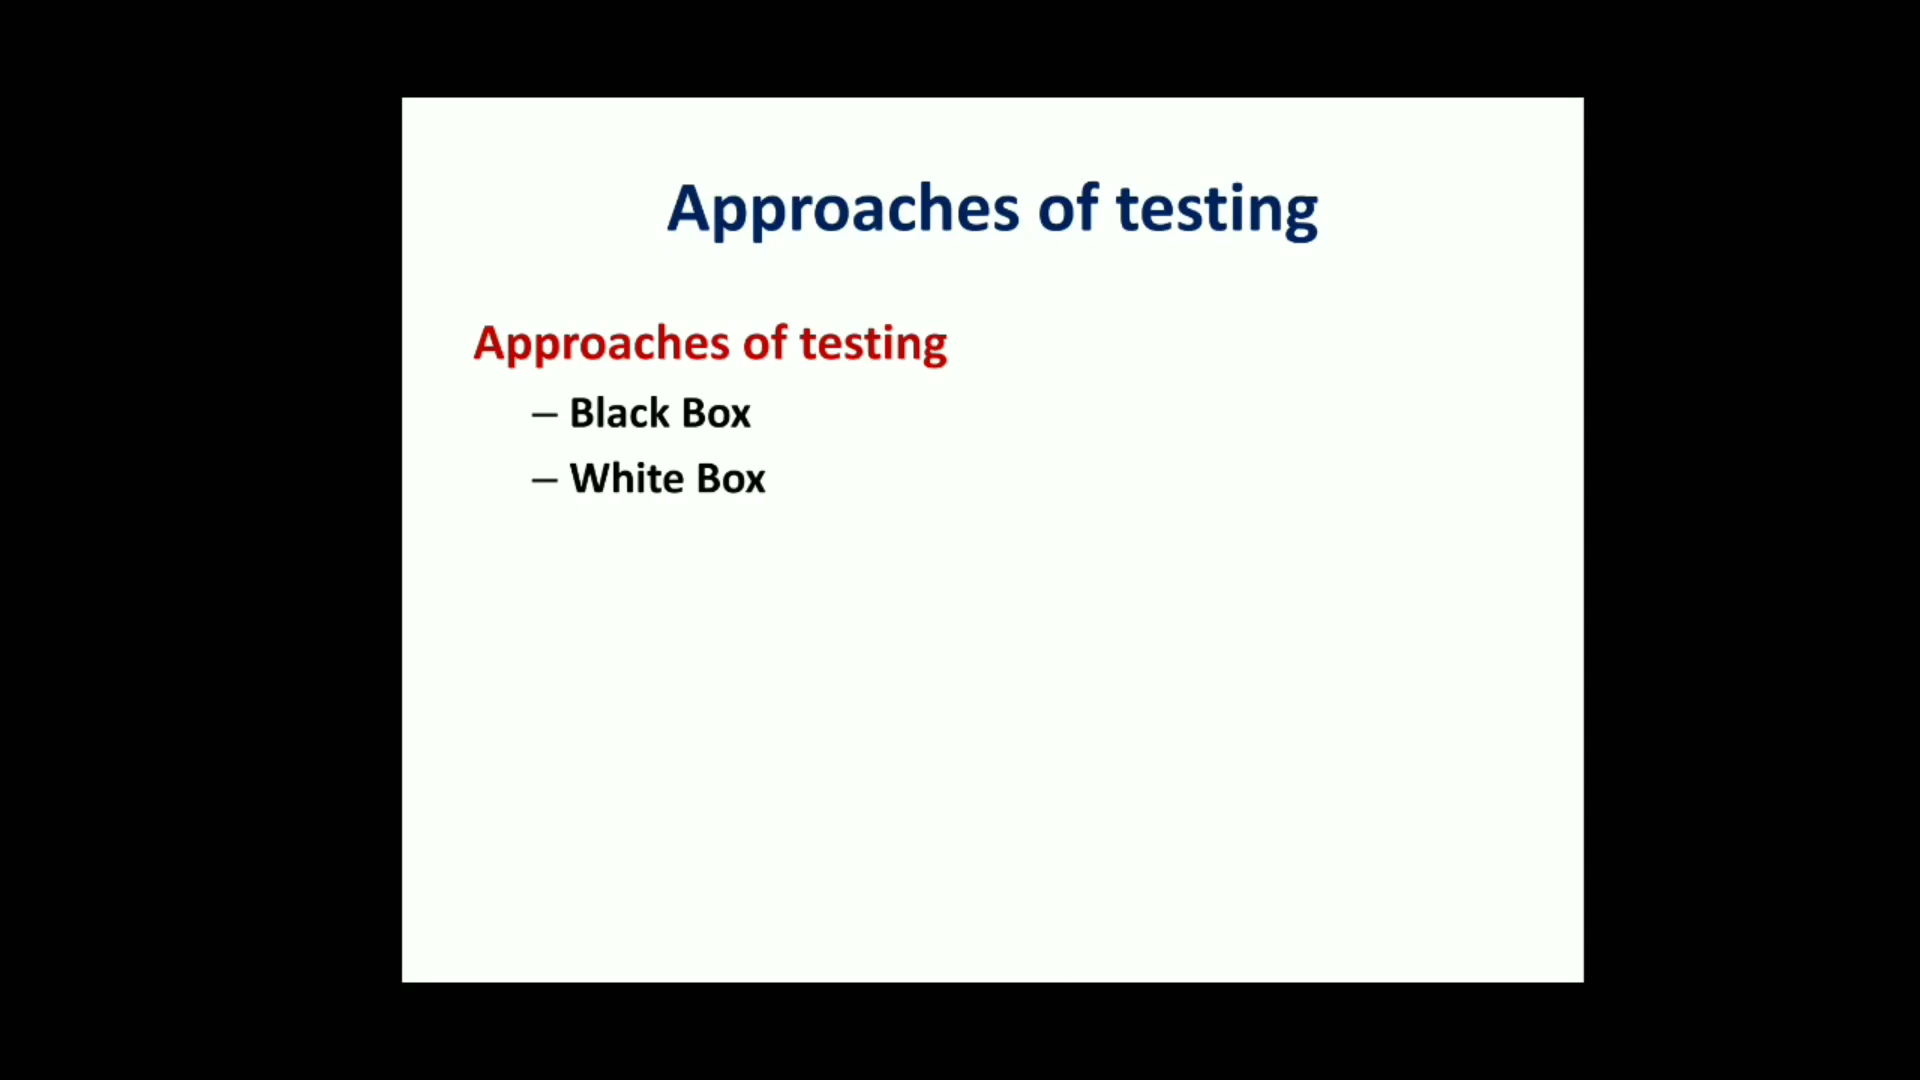 Approaches of testing
Approaches of testing
– Black Box
– White Box